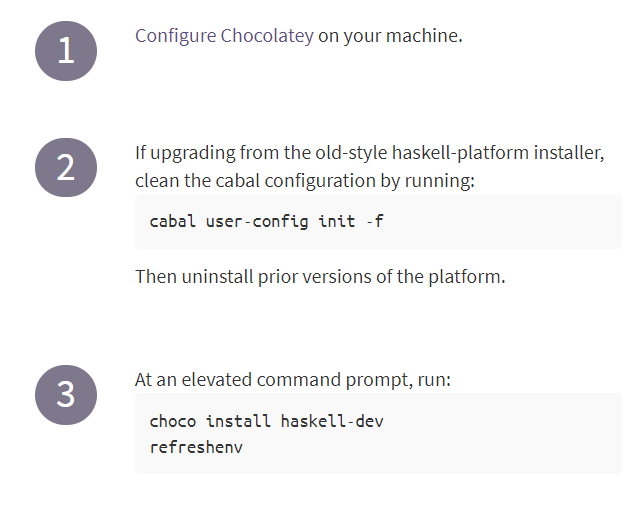 1
Configure Chocolatey on your machine.
2
If upgrading from the old-style haskell-platform installer,
clean the cabal configuration by running:
cabal user-config init -f
Then uninstall prior versions of the platform.
3
At an elevated command prompt, run:
choco install haskell-dev
refreshenv